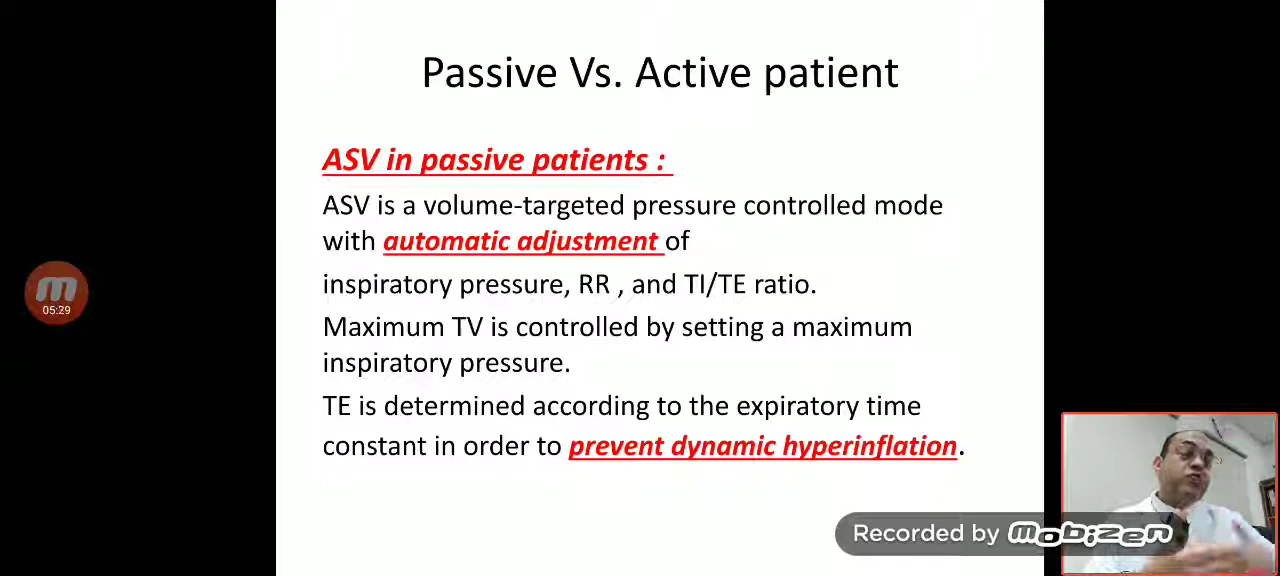 Passive Vs. Active patient
ASV in passive patients :
ASV is a volume-targeted pressure controlled mode
with automatic adjustment of
inspiratory pressure, RR , and TI/TE ratio.
Maximum TV is controlled by setting a maximum
inspiratory pressure.
TE is determined according to the expiratory time
constant in order to prevent dynamic hyperinflation.
05:29
Recorded by mobizen